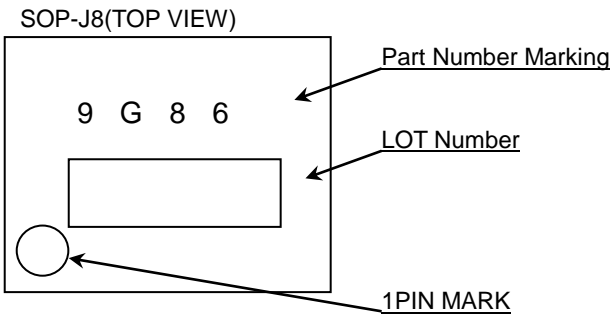 SOP-J8(TOP VIEW)
Part Number Marking
9 G 8 6
LOT Number
1PIN MARK